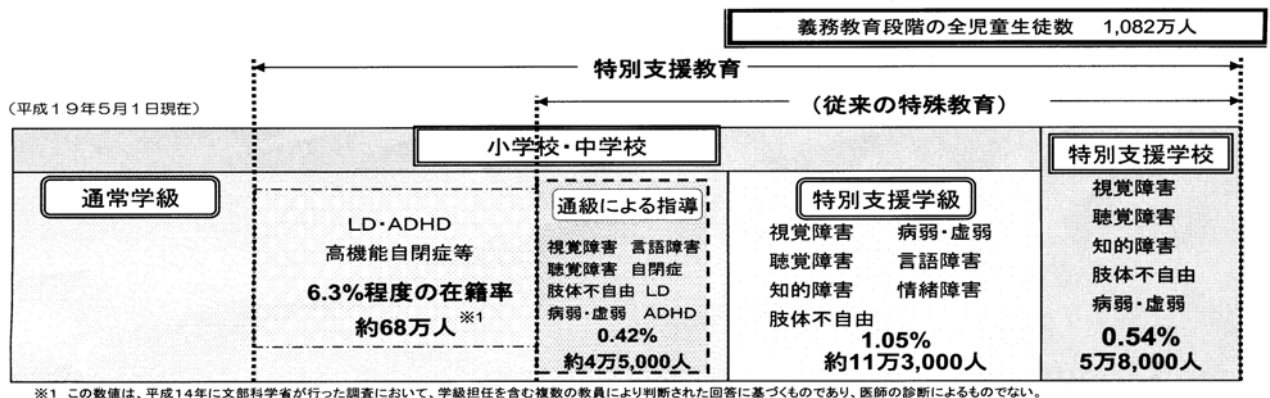 義務教育段階の全児童生徒数 1,082万人
特別支援教育
(平成19年5月1日現在)
(従来の特殊教育)
小学校・中学校
特別支援学校
通常学級
LD・ADHD
高機能自閉症等
6.3%程度の在籍率
約68万人※1
通級による指導
視覚障害 言語障害
聴覚障害 自閉症
肢体不自由 LD
病弱・虚弱 ADHD
0.42%
約4万5,000人
特別支援学級
視覚障害 病弱・虚弱
聴覚障害 言語障害
知的障害 情緒障害
肢体不自由
1.05%
約11万3,000人
視覚障害
聴覚障害
知的障害
肢体不自由
病弱・虚弱
0.54%
5万8,000人
※1 この数値は、平成14年に文部科学省が行った調査において、学級担任を含む複数の教員により判断された回答に基づくものであり、医師の診断によるものでない。